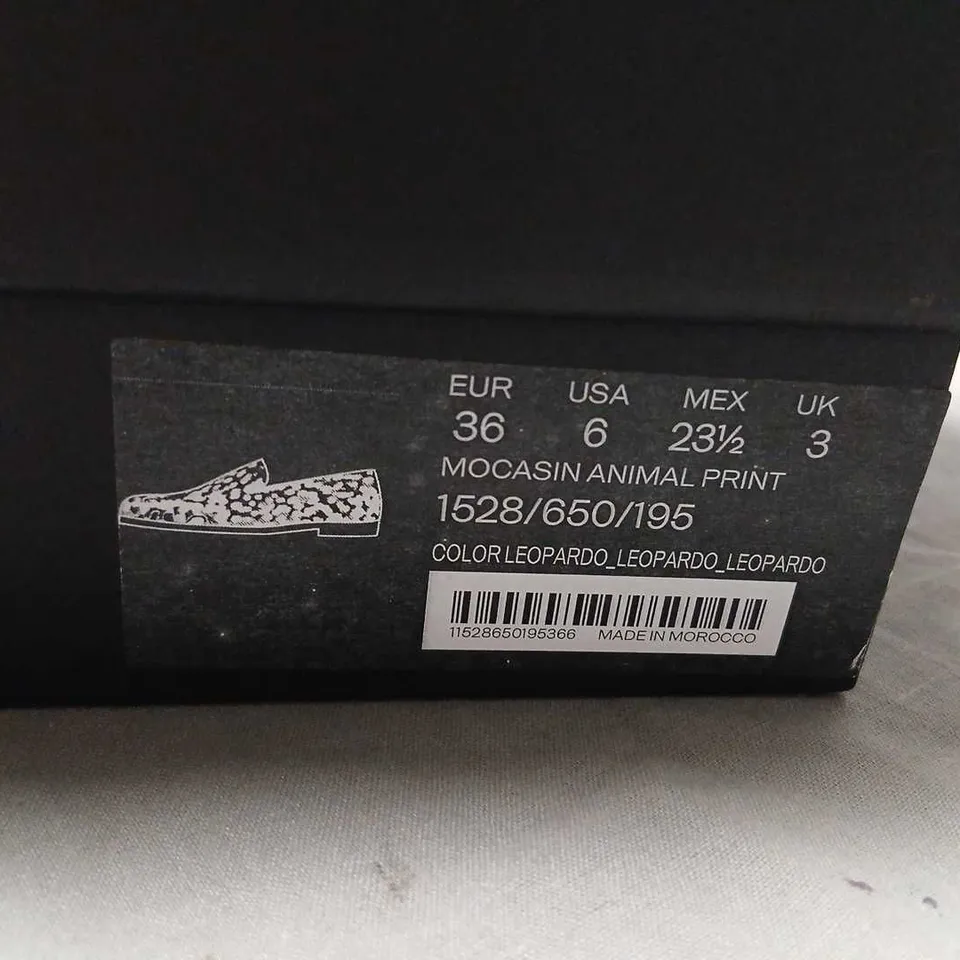 EUR USA MEX UK
36 6 23½ 3
MOCASIN ANIMAL PRINT
1528/650/195
COLOR LEOPARDO_LEOPARDO_LEOPARDO
11528650195366 MADE IN MOROCCO